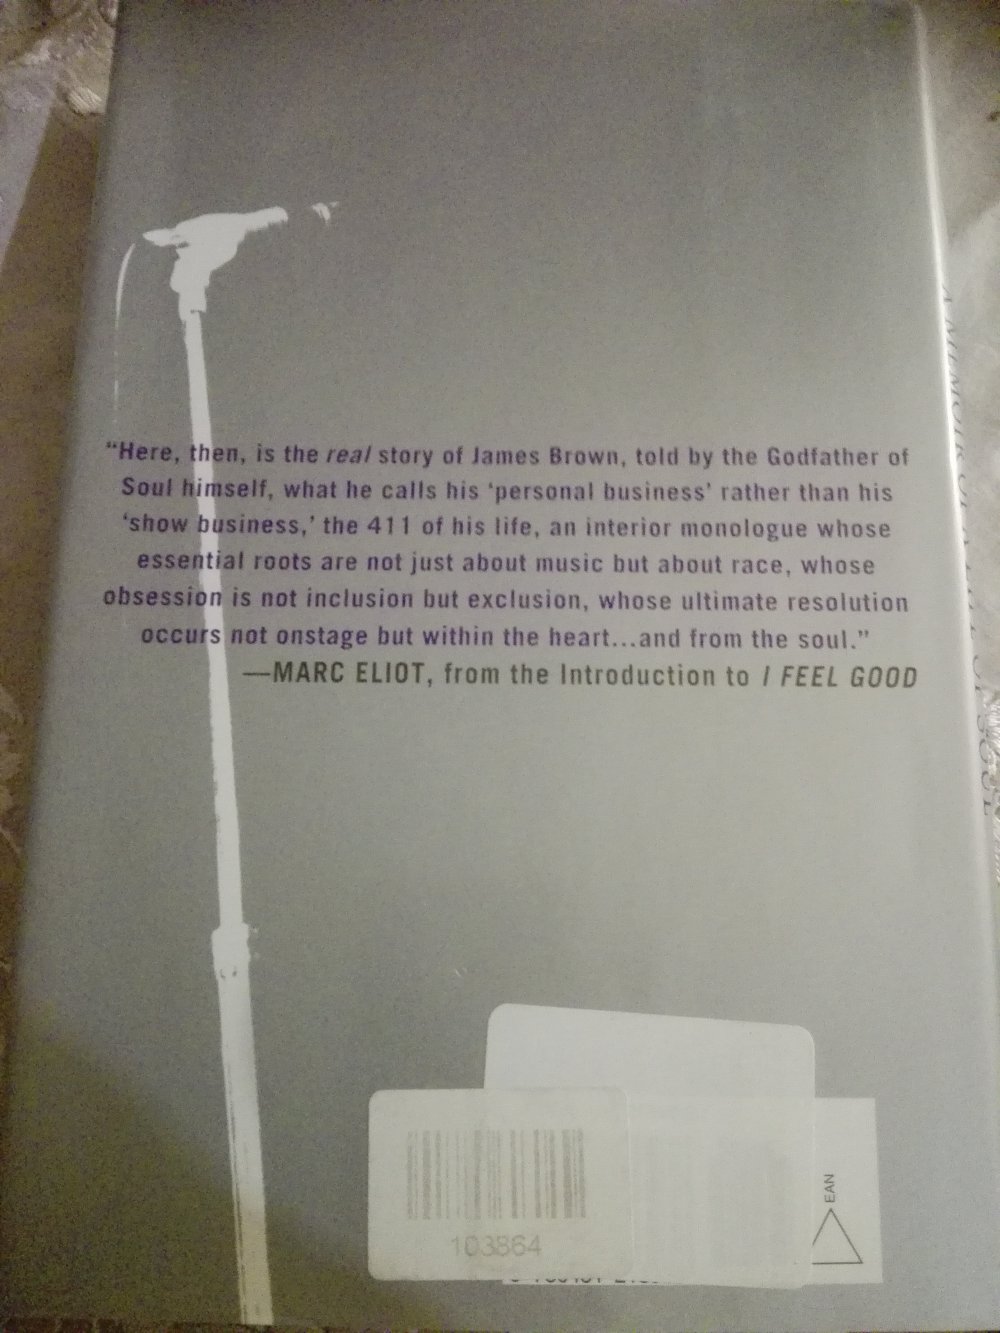 “Here, then, is the real story of James Brown, told by the Godfather of
Soul himself, what he calls his ‘personal business’ rather than his
‘show business,’ the 411 of his life, an interior monologue whose
essential roots are not just about music but about race, whose
obsession is not inclusion but exclusion, whose ultimate resolution
occurs not onstage but within the heart...and from the soul.”
—MARC ELIOT, from the Introduction to I FEEL GOOD
EAN
103864